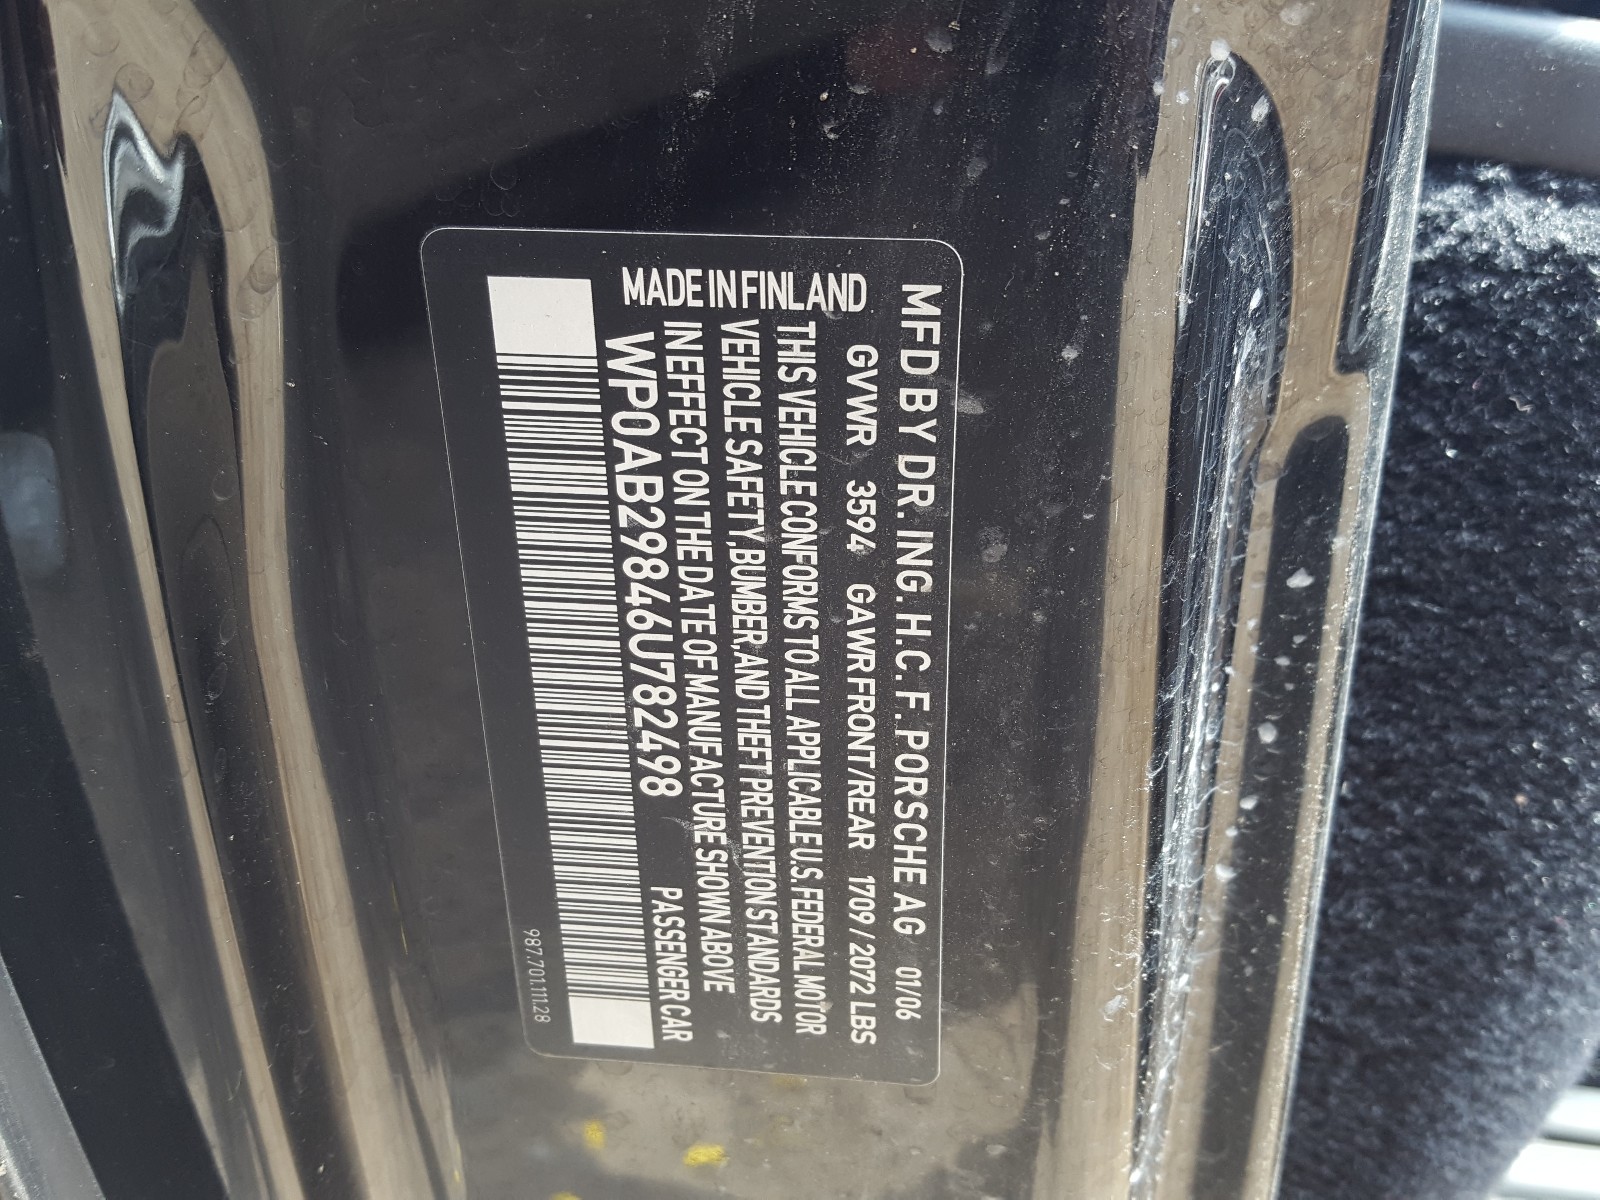 MFD BY DR. ING. H. C. F. PORSCHE AG 01/06
GVWR 3594 GAWR FRONT/REAR 1709 / 2072 LBS
MADE IN FINLAND
THIS VEHICLE CONFORMS TO ALL APPLICABLE U.S. FEDERAL MOTOR
VEHICLE SAFETY, BUMBER, AND THEFT PREVENTION STANDARDS
IN EFFECT ON THE DATE OF MANUFACTURE SHOWN ABOVE
WP0AB29846U782498 PASSENGER CAR
987.701.111.28